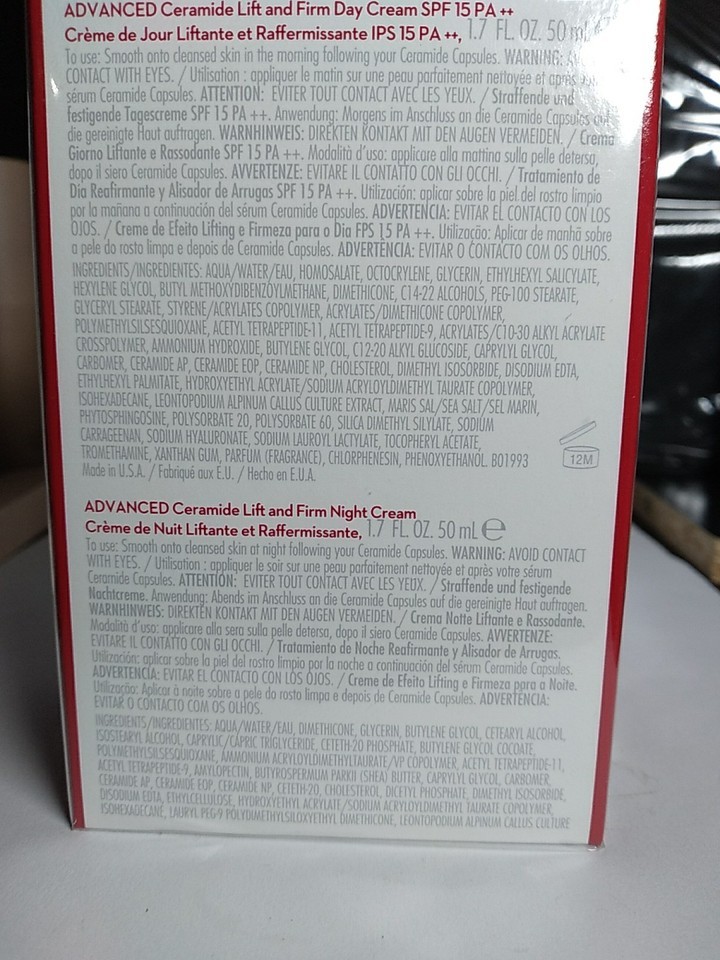 ADVANCED Ceramide Lift and Firm Day Cream SPF 15 PA ++
Crème de Jour Liftante et Raffermissante IPS 15 PA ++, 1.7 FL. OZ. 50 mL
To use: Smooth onto cleansed skin in the morning following your Ceramide Capsules. WARNING:
CONTACT WITH EYES. / Utilisation : appliquer le matin sur une peau parfaitement nettoyée et après
sérum Ceramide Capsules. ATTENTION: EVITER TOUT CONTACT AVEC LES YEUX. / Straffende und
festigende Tagescreme SPF 15 PA ++. Anwendung: Morgens im Anschluss an die Ceramide Capsules auf
die gereinigte Haut auftragen. WARNHINWEIS: DIREKTEN KONTAKT MIT DEN AUGEN VERMEIDEN. / Crema
Giorno Liftante e Rassodante SPF 15 PA ++. Modalità d'uso: applicare alla mattina sulla pelle detersa,
dopo il siero Ceramide Capsules. AVVERTENZE: EVITARE IL CONTATTO CON GLI OCCHI. / Tratamiento de
Dia Reafirmante y Alisador de Arrugas SPF 15 PA ++. Utilización: aplicar sobre la piel del rostro limpio
por la mañana a continuación del sérum Ceramide Capsules. ADVERTENCIA: EVITAR EL CONTACTO CON LOS
OJOS. / Creme de Efeito Lifting e Firmeza para o Dia FPS 15 PA ++. Utilização: Aplicar de manhã sobre
a pele do rosto limpa e depois de Ceramide Capsules. ADVERTÊNCIA: EVITAR O CONTACTO COM OS OLHOS.
INGREDIENTS/INGREDIENTES: AQUA/WATER/EAU, HOMOSALATE, OCTOCRYLENE, GLYCERIN, ETHYLHEXYL SALICYLATE,
HEXYLENE GLYCOL, BUTYL METHOXYDIBENZOYLMETHANE, DIMETHICONE, C14-22 ALCOHOLS, PEG-100 STEARATE,
GLYCERYL STEARATE, STYRENE/ACRYLATES COPOLYMER, ACRYLATES/DIMETHICONE COPOLYMER,
POLYMETHYLSILSESQUIOXANE, ACETYL TETRAPEPTIDE-11, ACETYL TETRAPEPTIDE-9, ACRYLATES/C10-30 ALKYL ACRYLATE
CROSSPOLYMER, AMMONIUM HYDROXIDE, BUTYLENE GLYCOL, C12-20 ALKYL GLUCOSIDE, CAPRYLYL GLYCOL,
CARBOMER, CERAMIDE AP, CERAMIDE EOP, CERAMIDE NP, CHOLESTEROL, DIMETHYL ISOSORBIDE, DISODIUM EDTA,
ETHYLHEXYL PALMITATE, HYDROXYETHYL ACRYLATE/SODIUM ACRYLOYLDIMETHYL TAURATE COPOLYMER,
ISOHEXADECANE, LEONTOPODIUM ALPINUM CALLUS CULTURE EXTRACT, MARIS SAL/SEA SALT/SEL MARIN,
PHYTOSPHINGOSINE, POLYSORBATE 20, POLYSORBATE 60, SILICA DIMETHYL SILYLATE, SODIUM
CARRAGEENAN, SODIUM HYALURONATE, SODIUM LAUROYL LACTYLATE, TOCOPHERYL ACETATE,
TROMETHAMINE, XANTHAN GUM, PARFUM (FRAGRANCE), CHLORPHENESIN, PHENOXYETHANOL. B01993
Made in U.S.A. / Fabriqué aux E.U. / Hecho en E.U.A.
12M
ADVANCED Ceramide Lift and Firm Night Cream
Crème de Nuit Liftante et Raffermissante, 1.7 FL. OZ. 50 mL e
To use: Smooth onto cleansed skin at night following your Ceramide Capsules. WARNING: AVOID CONTACT
WITH EYES. / Utilisation : appliquer le soir sur une peau parfaitement nettoyée et après votre sérum
Ceramide Capsules. ATTENTION: EVITER TOUT CONTACT AVEC LES YEUX. / Straffende und festigende
Nachtcreme. Anwendung: Abends im Anschluss an die Ceramide Capsules auf die gereinigte Haut auftragen.
WARNHINWEIS: DIREKTEN KONTAKT MIT DEN AUGEN VERMEIDEN. / Crema Notte Liftante e Rassodante.
Modalità d'uso: applicare alla sera sulla pelle detersa, dopo il siero Ceramide Capsules. AVVERTENZE:
EVITARE IL CONTATTO CON GLI OCCHI. / Tratamiento de Noche Reafirmante y Alisador de Arrugas.
Utilización: aplicar sobre la piel del rostro limpio por la noche a continuación del sérum Ceramide Capsules.
ADVERTENCIA: EVITAR EL CONTACTO CON LOS OJOS. / Creme de Efeito Lifting e Firmeza para a Noite.
Utilização: Aplicar à noite sobre a pele do rosto limpa e depois de Ceramide Capsules. ADVERTÊNCIA:
EVITAR O CONTACTO COM OS OLHOS.
INGREDIENTS/INGREDIENTES: AQUA/WATER/EAU, DIMETHICONE, GLYCERIN, BUTYLENE GLYCOL, CETEARYL ALCOHOL,
ISOSTEARYL ALCOHOL, CAPRYLIC/CAPRIC TRIGLYCERIDE, CETETH-20 PHOSPHATE, BUTYLENE GLYCOL COCOATE,
POLYMETHYLSILSESQUIOXANE, AMMONIUM ACRYLOYLDIMETHYLTAURATE/VP COPOLYMER, ACETYL TETRAPEPTIDE-11,
ACETYL TETRAPEPTIDE-9, AMYLOPECTIN, BUTYROSPERMUM PARKII (SHEA) BUTTER, CAPRYLYL GLYCOL, CARBOMER,
CERAMIDE AP, CERAMIDE EOP, CERAMIDE NP, CETETH-20, CHOLESTEROL, DICETYL PHOSPHATE, DIMETHYL ISOSORBIDE,
DISODIUM EDTA, ETHYLCELLULOSE, HYDROXYETHYL ACRYLATE/SODIUM ACRYLOYLDIMETHYL TAURATE COPOLYMER,
ISOHEXADECANE, LAURYL PEG-9 POLYDIMETHYLSILOXYETHYL DIMETHICONE, LEONTOPODIUM ALPINUM CALLUS CULTURE